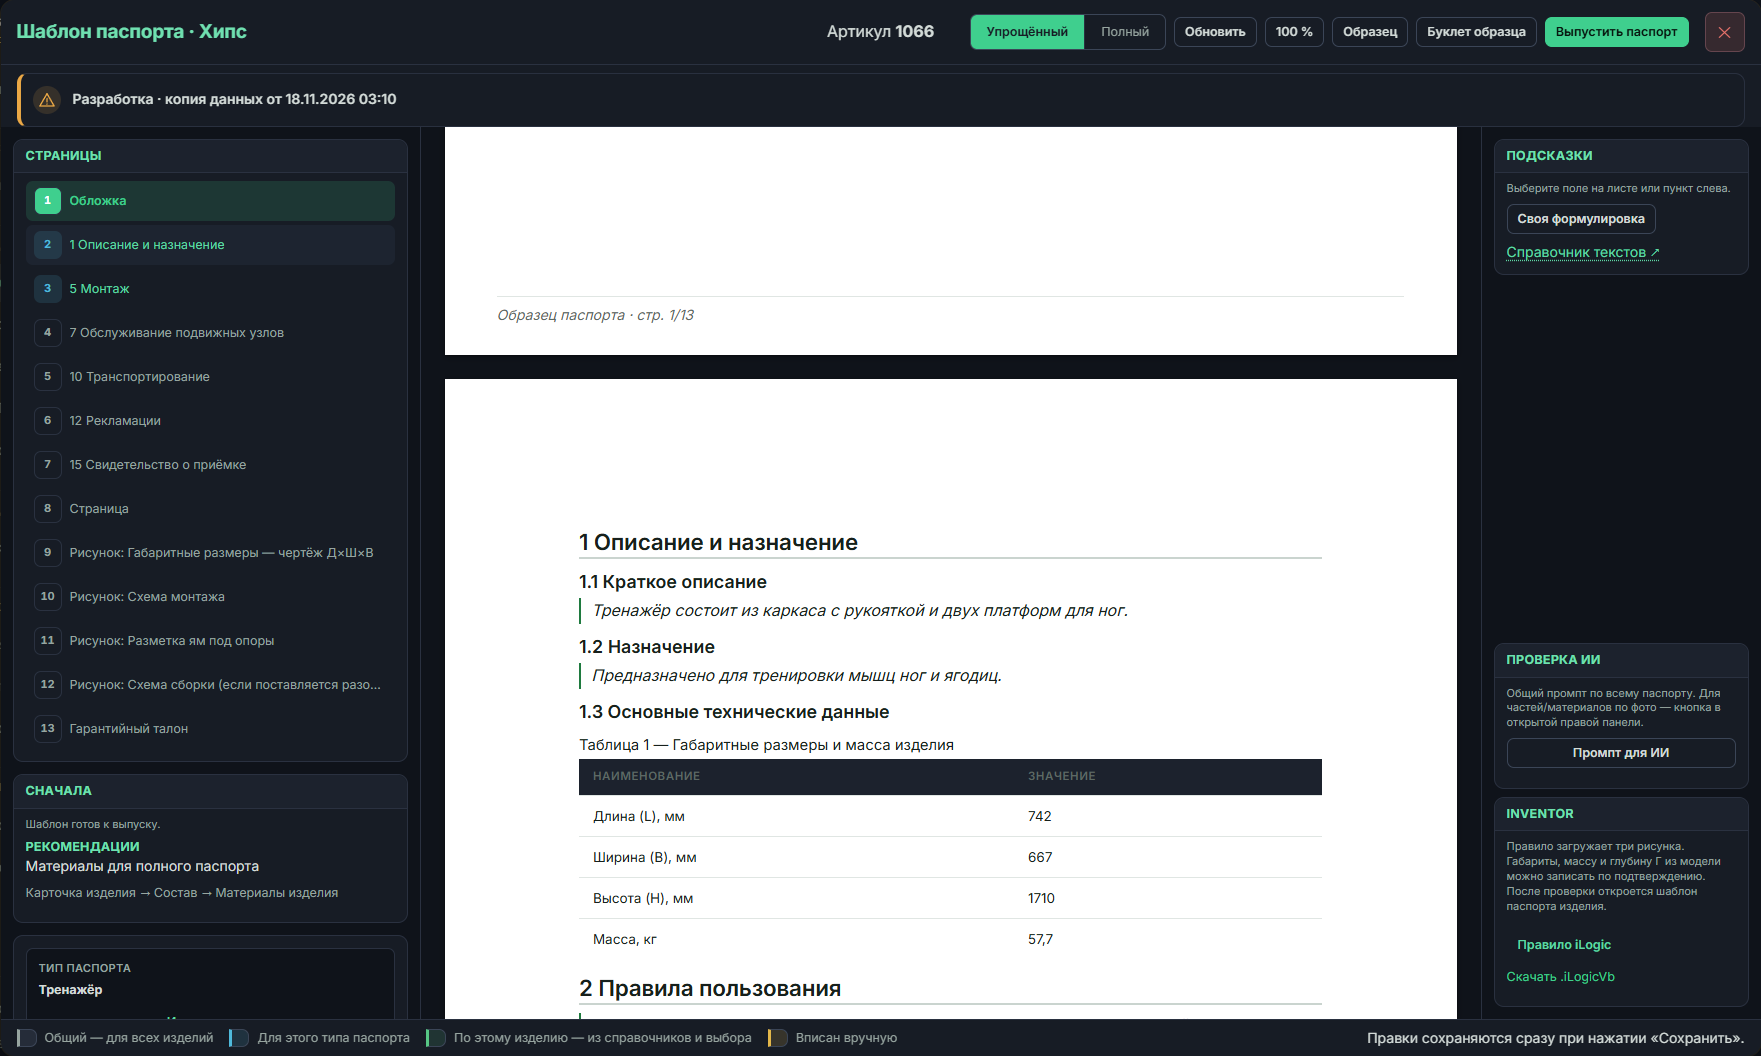 Шаблон паспорта · Хипс
Артикул 1066
Упрощённый
Полный
Обновить
100 %
Образец
Буклет образца
Выпустить паспорт
Разработка · копия данных от 18.11.2026 03:10
СТРАНИЦЫ
1 Обложка
2 1 Описание и назначение
3 5 Монтаж
4 7 Обслуживание подвижных узлов
5 10 Транспортирование
6 12 Рекламации
7 15 Свидетельство о приёмке
8 Страница
9 Рисунок: Габаритные размеры — чертёж Д×Ш×В
10 Рисунок: Схема монтажа
11 Рисунок: Разметка ям под опоры
12 Рисунок: Схема сборки (если поставляется разо...
13 Гарантийный талон
СНАЧАЛА
Шаблон готов к выпуску.
РЕКОМЕНДАЦИИ
Материалы для полного паспорта
Карточка изделия → Состав → Материалы изделия
ТИП ПАСПОРТА
Тренажёр
Образец паспорта · стр. 1/13
1 Описание и назначение
1.1 Краткое описание
Тренажёр состоит из каркаса с рукояткой и двух платформ для ног.
1.2 Назначение
Предназначено для тренировки мышц ног и ягодиц.
1.3 Основные технические данные
Таблица 1 — Габаритные размеры и масса изделия
НАИМЕНОВАНИЕ ЗНАЧЕНИЕ
Длина (L), мм 742
Ширина (B), мм 667
Высота (H), мм 1710
Масса, кг 57,7
2 Правила пользования
ПОДСКАЗКИ
Выберите поле на листе или пункт слева.
Своя формулировка
Справочник текстов ↗
ПРОВЕРКА ИИ
Общий промпт по всему паспорту. Для
частей/материалов по фото — кнопка в
открытой правой панели.
Промпт для ИИ
INVENTOR
Правило загружает три рисунка.
Габариты, массу и глубину Г из модели
можно записать по подтверждению.
После проверки откроется шаблон
паспорта изделия.
Правило iLogic
Скачать .iLogicVb
Общий — для всех изделий
Для этого типа паспорта
По этому изделию — из справочников и выбора
Вписан вручную
Правки сохраняются сразу при нажатии «Сохранить».